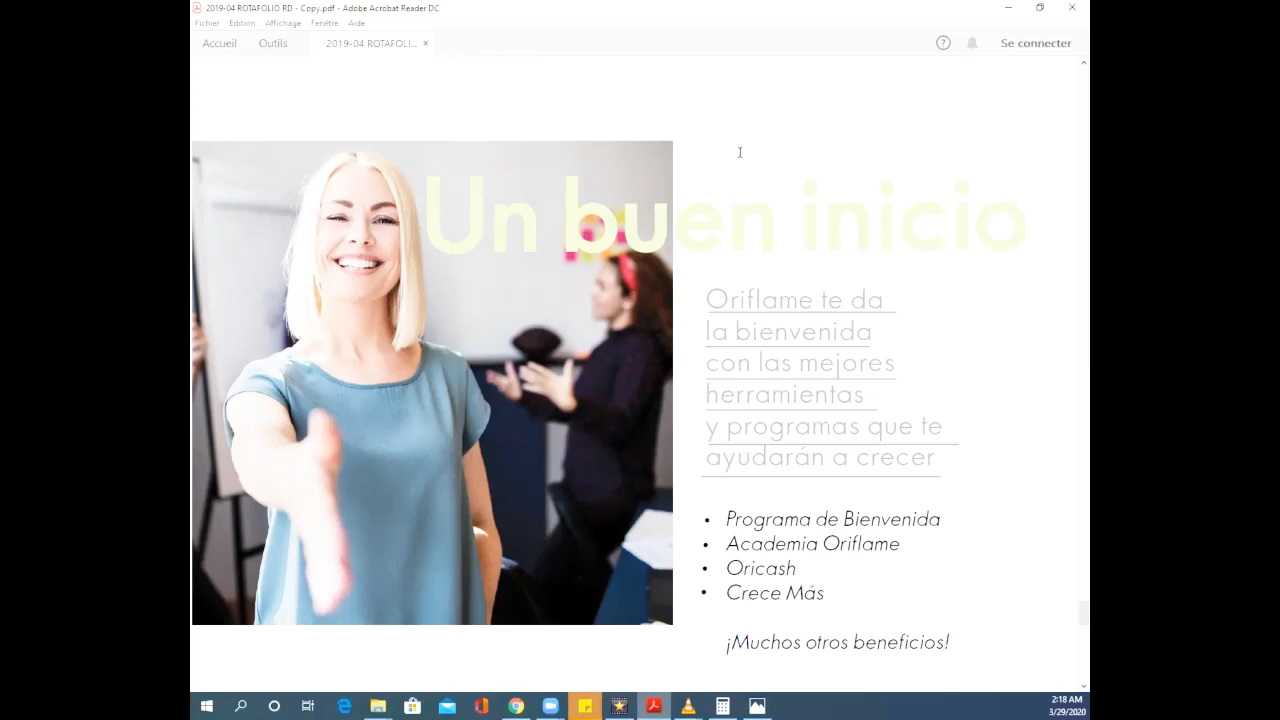 2019-04 ROTAFOLIO RD - Copy.pdf - Adobe Acrobat Reader DC
Fichier Edition Affichage Fenêtre Aide
Accueil Outils 2019-04 ROTAFOLI... × Se connecter
Un buen inicio
Oriflame te da
la bienvenida
con las mejores
herramientas
y programas que te
ayudarán a crecer
• Programa de Bienvenida
• Academia Oriflame
• Oricash
• Crece Más
¡Muchos otros beneficios!
2:18 AM
3/29/2020